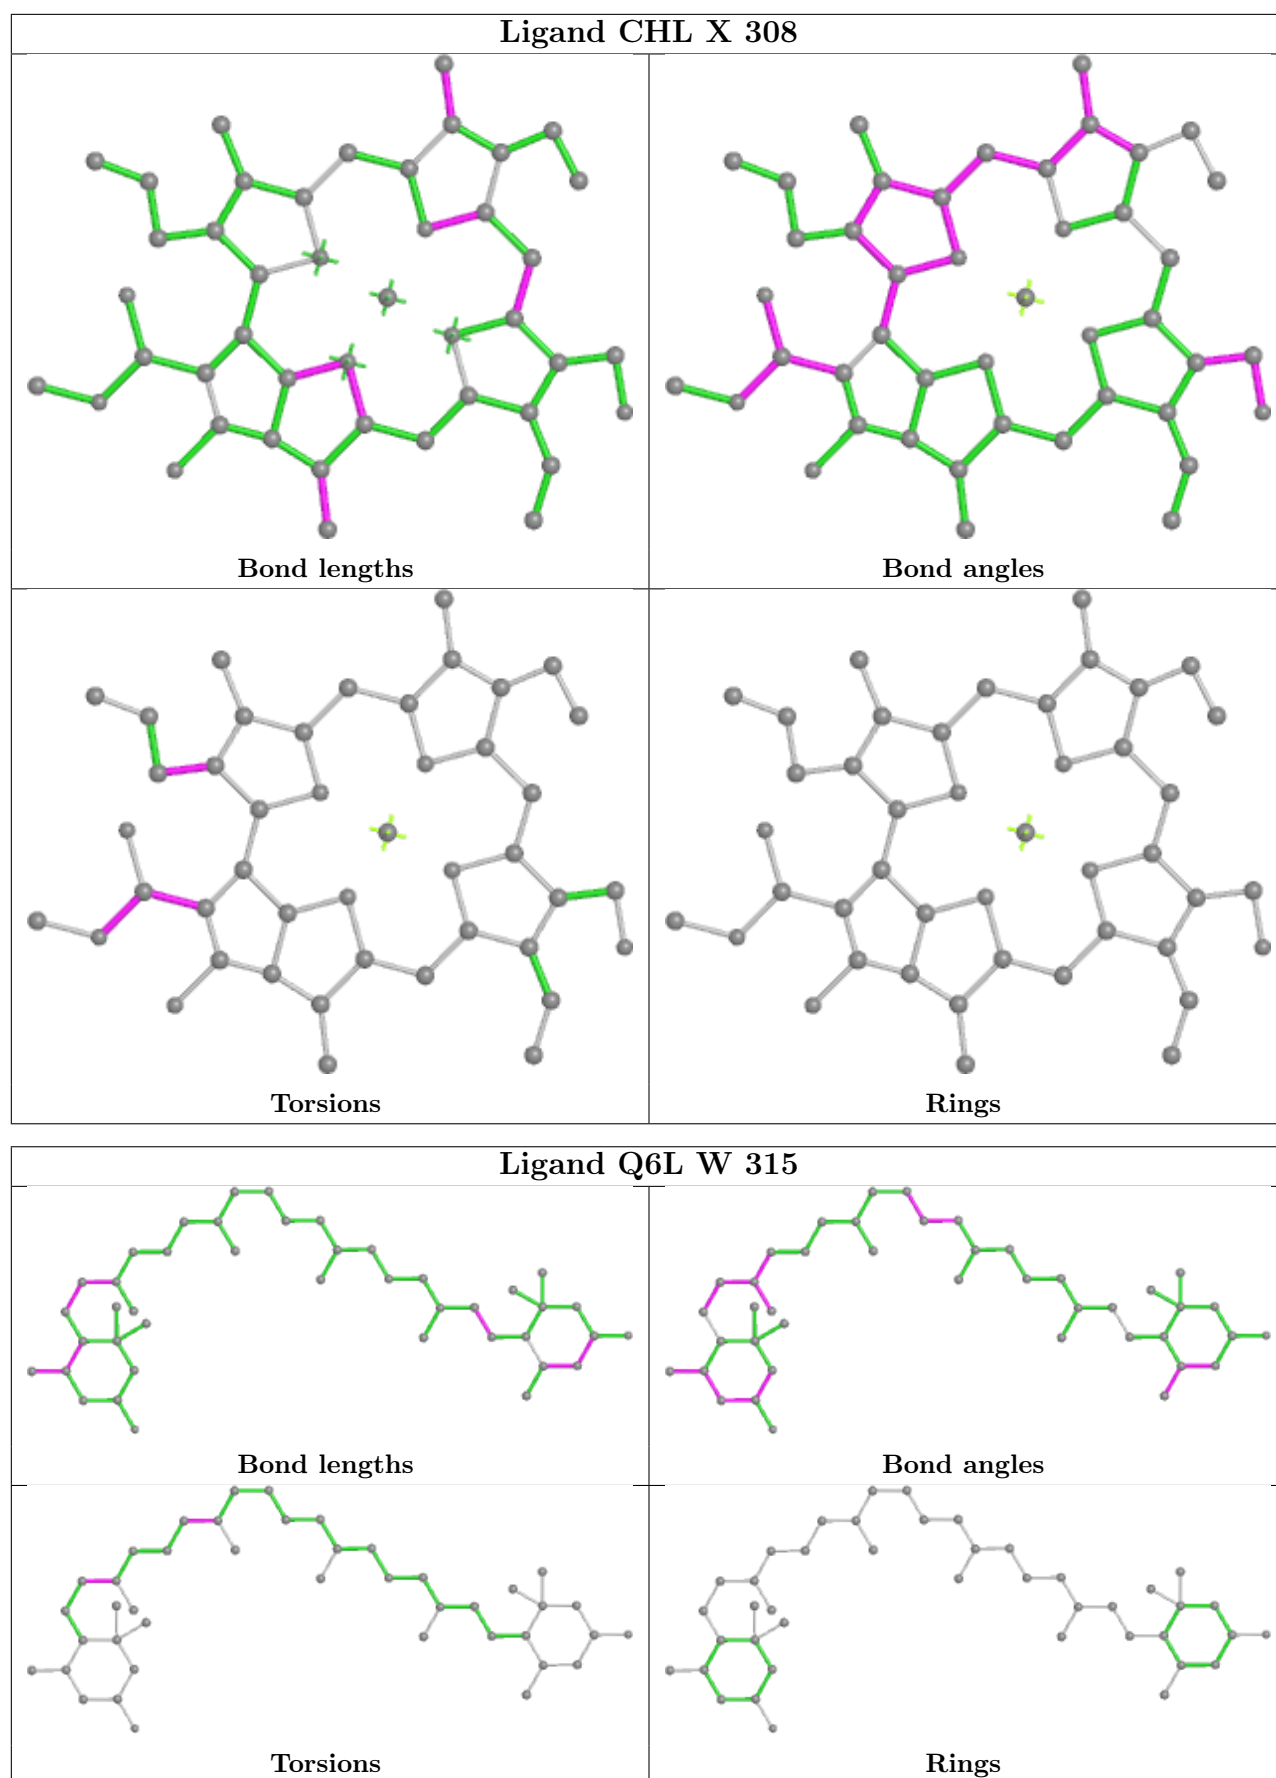 Ligand CHL X 308
Bond lengths
Bond angles
Torsions
Rings
Ligand Q6L W 315
Bond lengths
Bond angles
Torsions
Rings